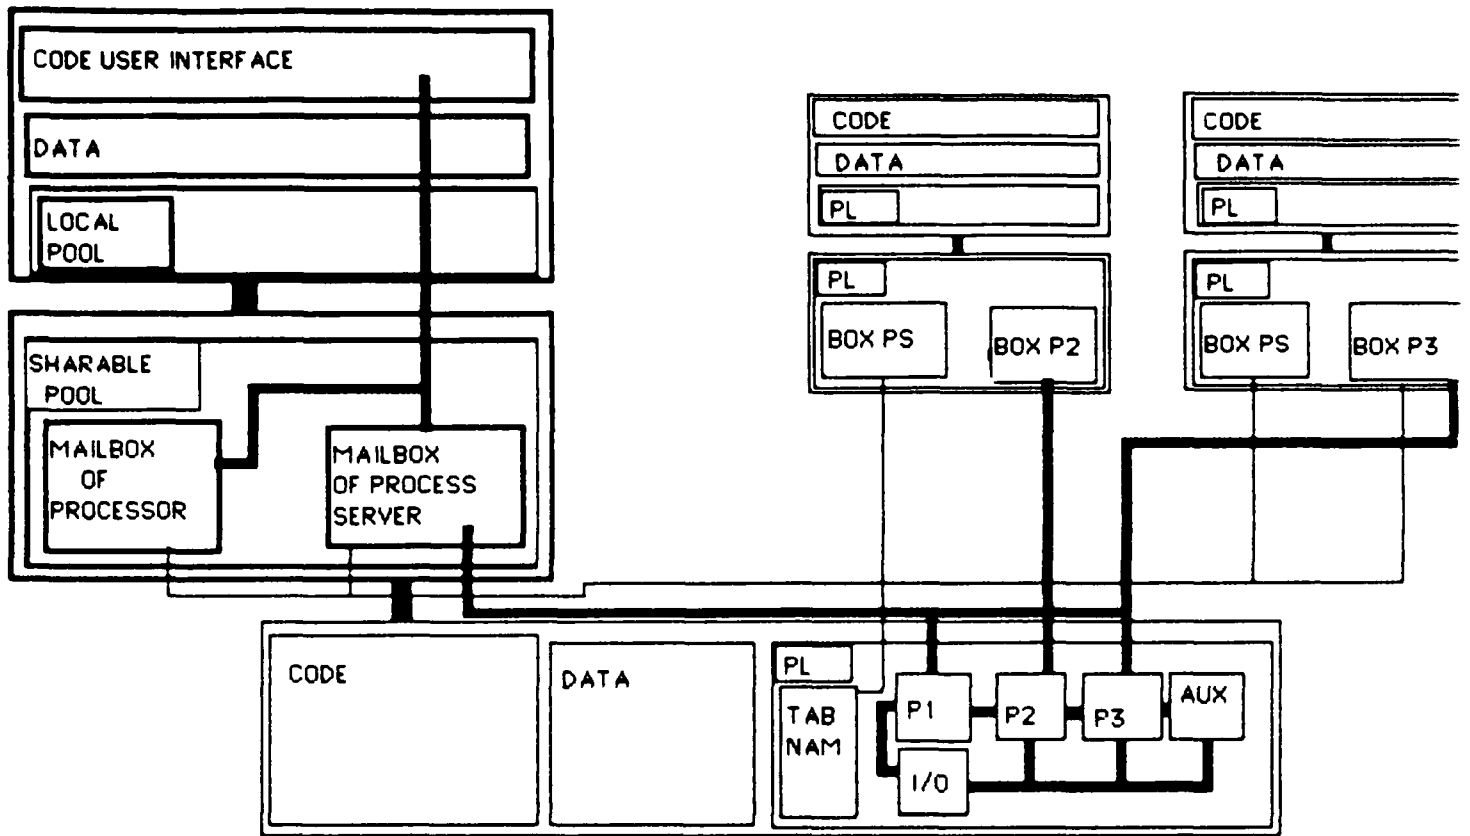 CODE USER INTERFACE
DATA
LOCAL
POOL
SHARABLE
POOL
MAILBOX
OF
PROCESSOR
MAILBOX
OF PROCESS
SERVER
CODE
DATA
PL
PL
BOX PS
BOX P2
CODE
DATA
PL
PL
BOX PS
BOX P3
CODE
DATA
PL
TAB
NAM
P1
P2
P3
AUX
I/O